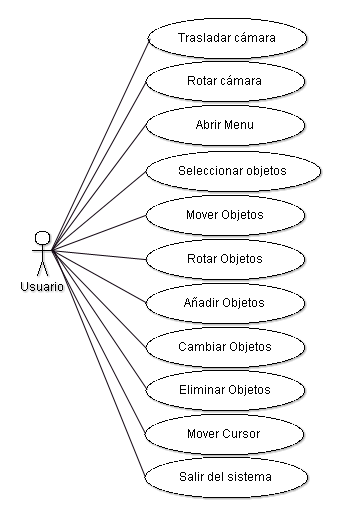 Trasladar cámara
Rotar cámara
Abrir Menu
Seleccionar objetos
Mover Objetos
Rotar Objetos
Usuario
Añadir Objetos
Cambiar Objetos
Eliminar Objetos
Mover Cursor
Salir del sistema